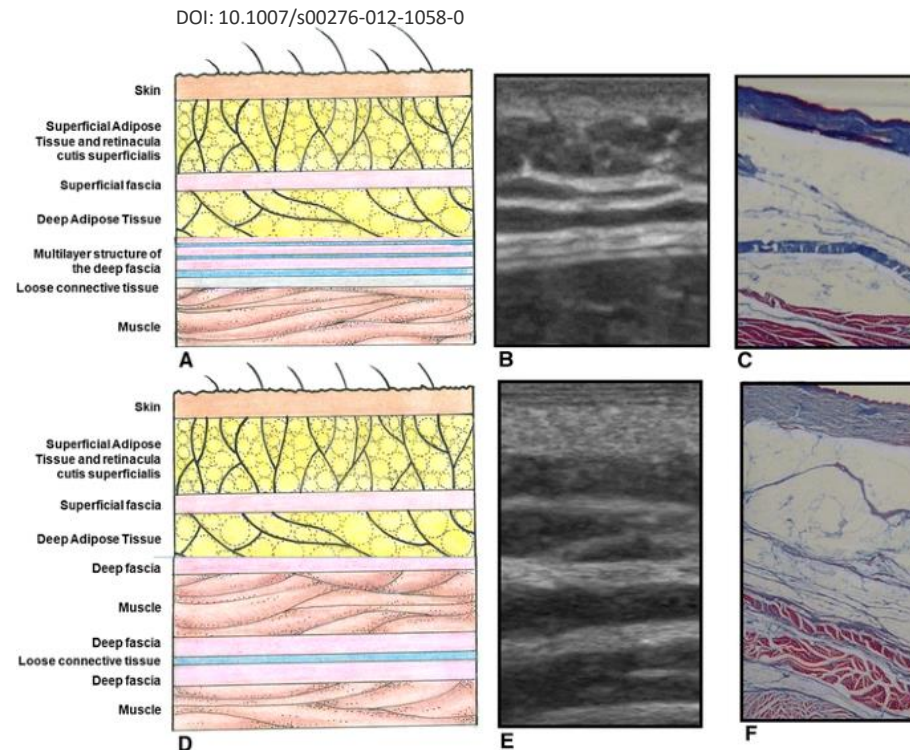 DOI: 10.1007/s00276-012-1058-0
Skin
Superficial Adipose
Tissue and retinacula
cutis superficialis
Superficial fascia
Deep Adipose Tissue
Multilayer structure of
the deep fascia
Loose connective tissue
Muscle
A
B
C
Skin
Superficial Adipose
Tissue and retinacula
cutis superficialis
Superficial fascia
Deep Adipose Tissue
Deep fascia
Muscle
Deep fascia
Loose connective tissue
Deep fascia
Muscle
D
E
F